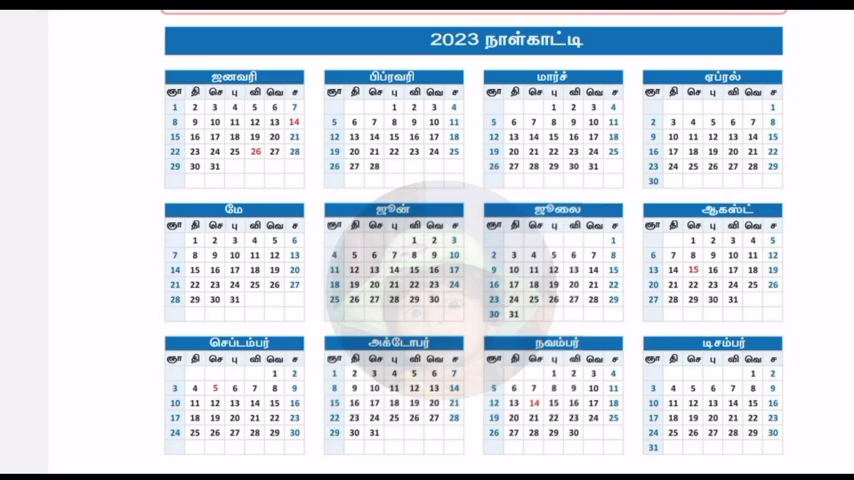 2023 நாள்காட்டி
ஜனவரி
ஞா தி செ பு வி வெ ச
1 2 3 4 5 6 7
8 9 10 11 12 13 14
15 16 17 18 19 20 21
22 23 24 25 26 27 28
29 30 31
பிப்ரவரி
ஞா தி செ பு வி வெ ச
1 2 3 4
5 6 7 8 9 10 11
12 13 14 15 16 17 18
19 20 21 22 23 24 25
26 27 28
மார்ச்
ஞா தி செ பு வி வெ ச
1 2 3 4
5 6 7 8 9 10 11
12 13 14 15 16 17 18
19 20 21 22 23 24 25
26 27 28 29 30 31
ஏப்ரல்
ஞா தி செ பு வி வெ ச
1
2 3 4 5 6 7 8
9 10 11 12 13 14 15
16 17 18 19 20 21 22
23 24 25 26 27 28 29
30
மே
ஞா தி செ பு வி வெ ச
1 2 3 4 5 6
7 8 9 10 11 12 13
14 15 16 17 18 19 20
21 22 23 24 25 26 27
28 29 30 31
ஜூன்
ஞா தி செ பு வி வெ ச
1 2 3
4 5 6 7 8 9 10
11 12 13 14 15 16 17
18 19 20 21 22 23 24
25 26 27 28 29 30
ஜூலை
ஞா தி செ பு வி வெ ச
1
2 3 4 5 6 7 8
9 10 11 12 13 14 15
16 17 18 19 20 21 22
23 24 25 26 27 28 29
30 31
ஆகஸ்ட்
ஞா தி செ பு வி வெ ச
1 2 3 4 5
6 7 8 9 10 11 12
13 14 15 16 17 18 19
20 21 22 23 24 25 26
27 28 29 30 31
செப்டம்பர்
ஞா தி செ பு வி வெ ச
1 2
3 4 5 6 7 8 9
10 11 12 13 14 15 16
17 18 19 20 21 22 23
24 25 26 27 28 29 30
அக்டோபர்
ஞா தி செ பு வி வெ ச
1 2 3 4 5 6 7
8 9 10 11 12 13 14
15 16 17 18 19 20 21
22 23 24 25 26 27 28
29 30 31
நவம்பர்
ஞா தி செ பு வி வெ ச
1 2 3 4
5 6 7 8 9 10 11
12 13 14 15 16 17 18
19 20 21 22 23 24 25
26 27 28 29 30
டிசம்பர்
ஞா தி செ பு வி வெ ச
1 2
3 4 5 6 7 8 9
10 11 12 13 14 15 16
17 18 19 20 21 22 23
24 25 26 27 28 29 30
31